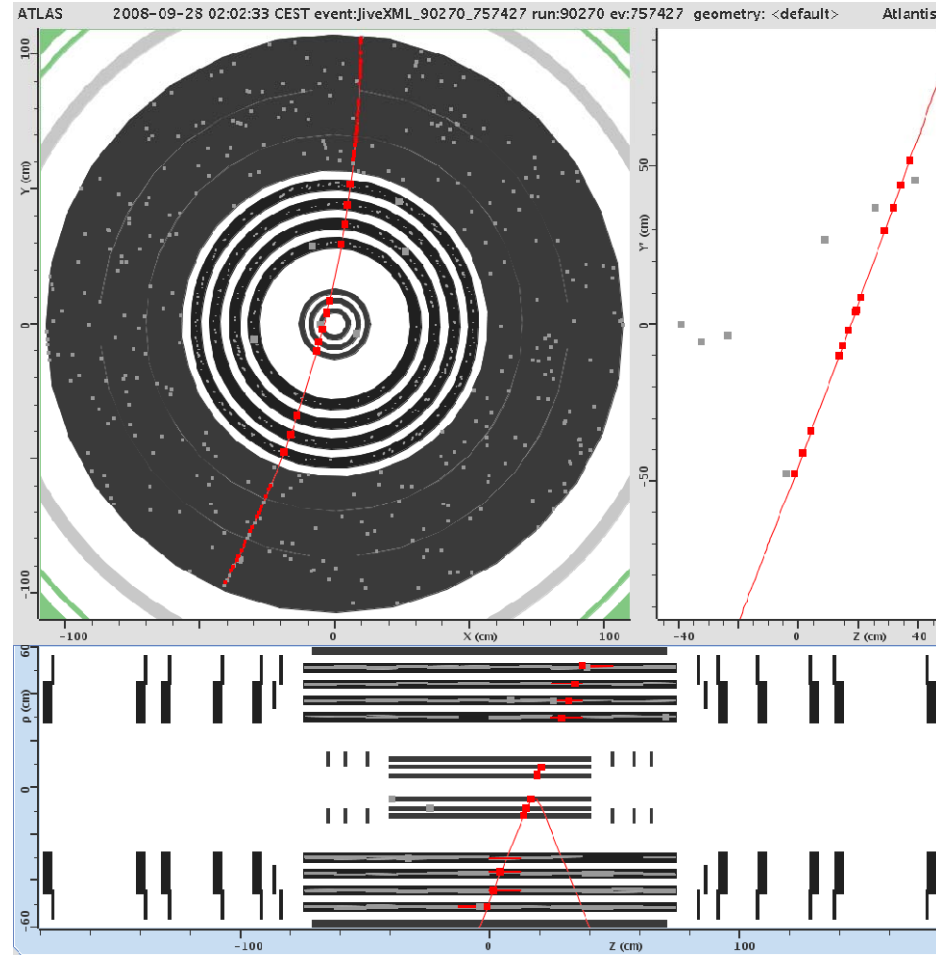 ATLAS 2008-09-28 02:02:33 CEST event:JiveXML_90270_757427 run:90270 ev:757427 geometry: <default> Atlantis
100
Y (cm)
0
-100
-100 0 X (cm) 100
50
Y' (cm)
0
-50
-40 0 Z (cm) 40
60
ρ (cm)
0
-60
-100 0 Z (cm) 100